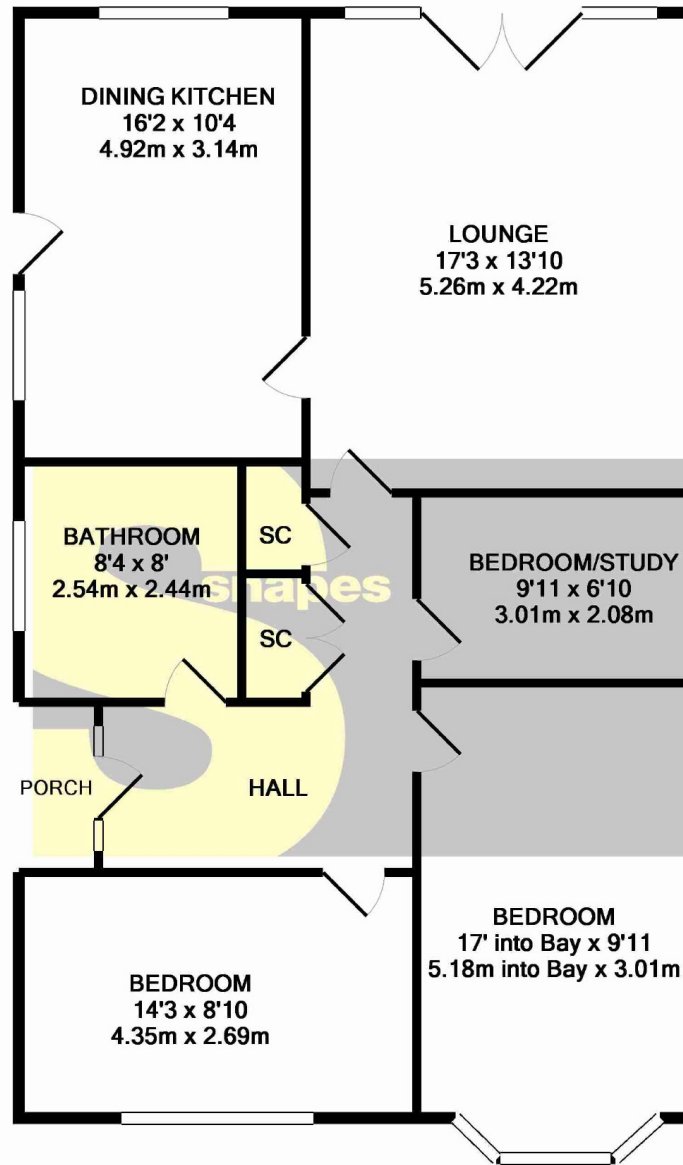 DINING KITCHEN
16'2 x 10'4
4.92m x 3.14m
LOUNGE
17'3 x 13'10
5.26m x 4.22m
BATHROOM
8'4 x 8'
2.54m x 2.44m
SC
SC
snapes
BEDROOM/STUDY
9'11 x 6'10
3.01m x 2.08m
PORCH
HALL
BEDROOM
14'3 x 8'10
4.35m x 2.69m
BEDROOM
17' into Bay x 9'11
5.18m into Bay x 3.01m